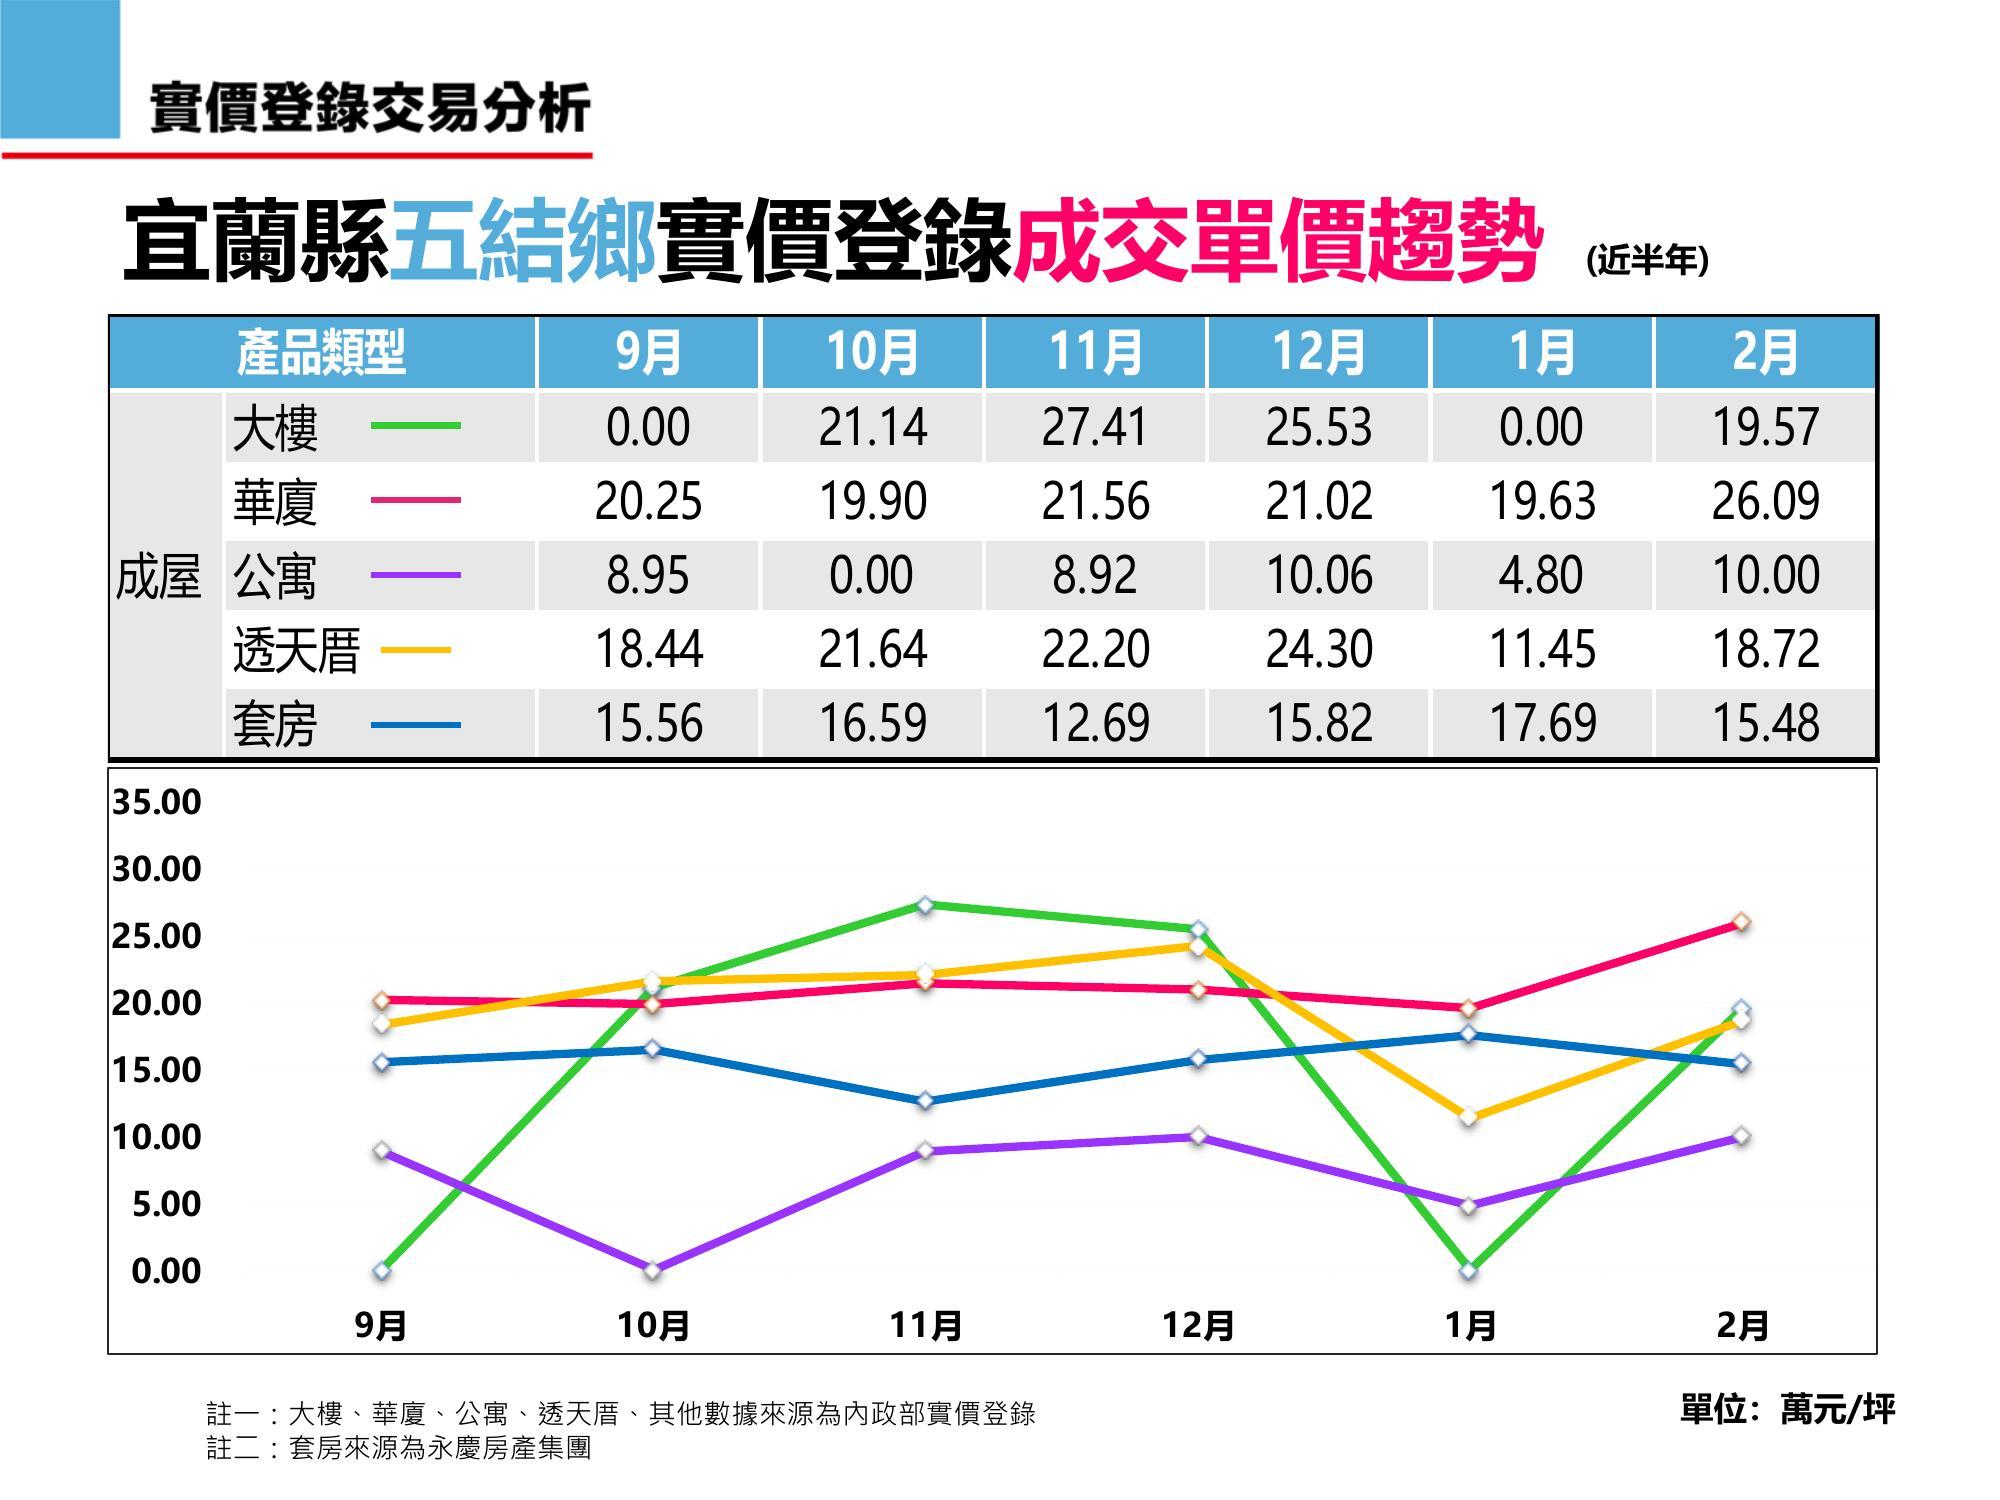 實價登錄交易分析
宜蘭縣五結鄉實價登錄成交單價趨勢 (近半年)
產品類型 9月 10月 11月 12月 1月 2月
大樓 0.00 21.14 27.41 25.53 0.00 19.57
華廈 20.25 19.90 21.56 21.02 19.63 26.09
成屋 公寓 8.95 0.00 8.92 10.06 4.80 10.00
透天厝 18.44 21.64 22.20 24.30 11.45 18.72
套房 15.56 16.59 12.69 15.82 17.69 15.48
35.00
30.00
25.00
20.00
15.00
10.00
5.00
0.00
9月 10月 11月 12月 1月 2月
註一：大樓、華廈、公寓、透天厝、其他數據來源為內政部實價登錄
註二：套房來源為永慶房產集團
單位：萬元/坪